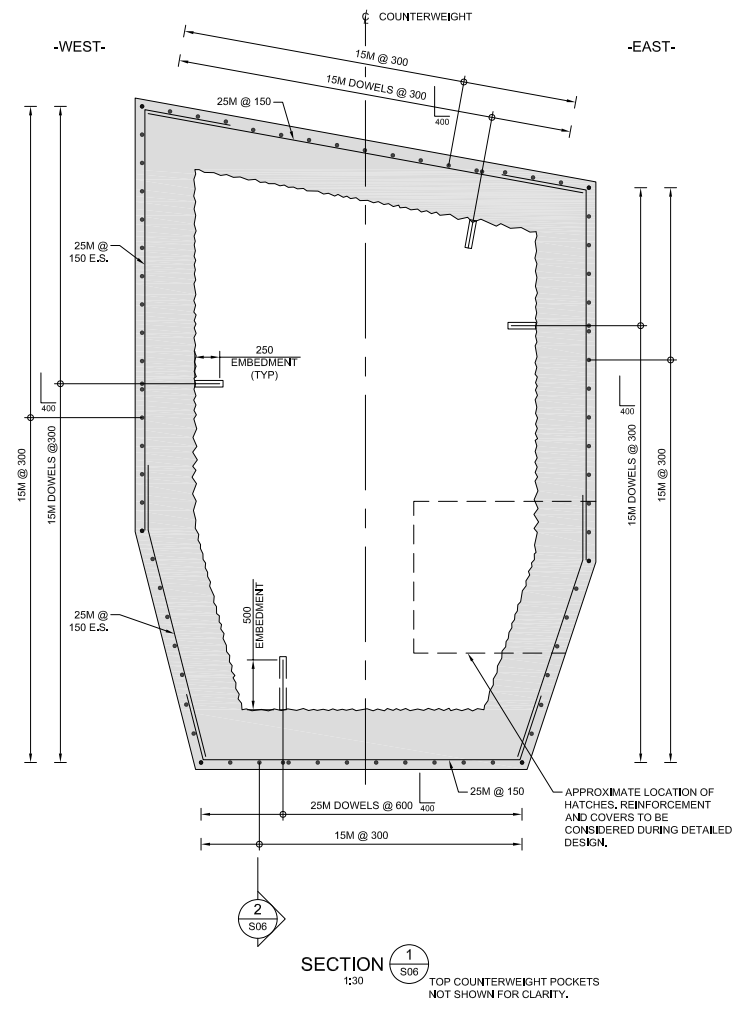 ℄ COUNTERWEIGHT
-WEST-
-EAST-
15M @ 300
15M DOWELS @ 300
400
25M @ 150
25M @
150 E.S.
250
EMBEDMENT
(TYP)
400
400
15M @ 300
15M DOWELS @300
15M DOWELS @ 300
15M @ 300
500
EMBEDMENT
25M @
150 E.S.
25M @ 150
25M DOWELS @ 600
400
15M @ 300
APPROXIMATE LOCATION OF
HATCHES. REINFORCEMENT
AND COVERS TO BE
CONSIDERED DURING DETAILED
DESIGN.
2
S06
SECTION
1:30
1
S06
TOP COUNTERWEIGHT POCKETS
NOT SHOWN FOR CLARITY.